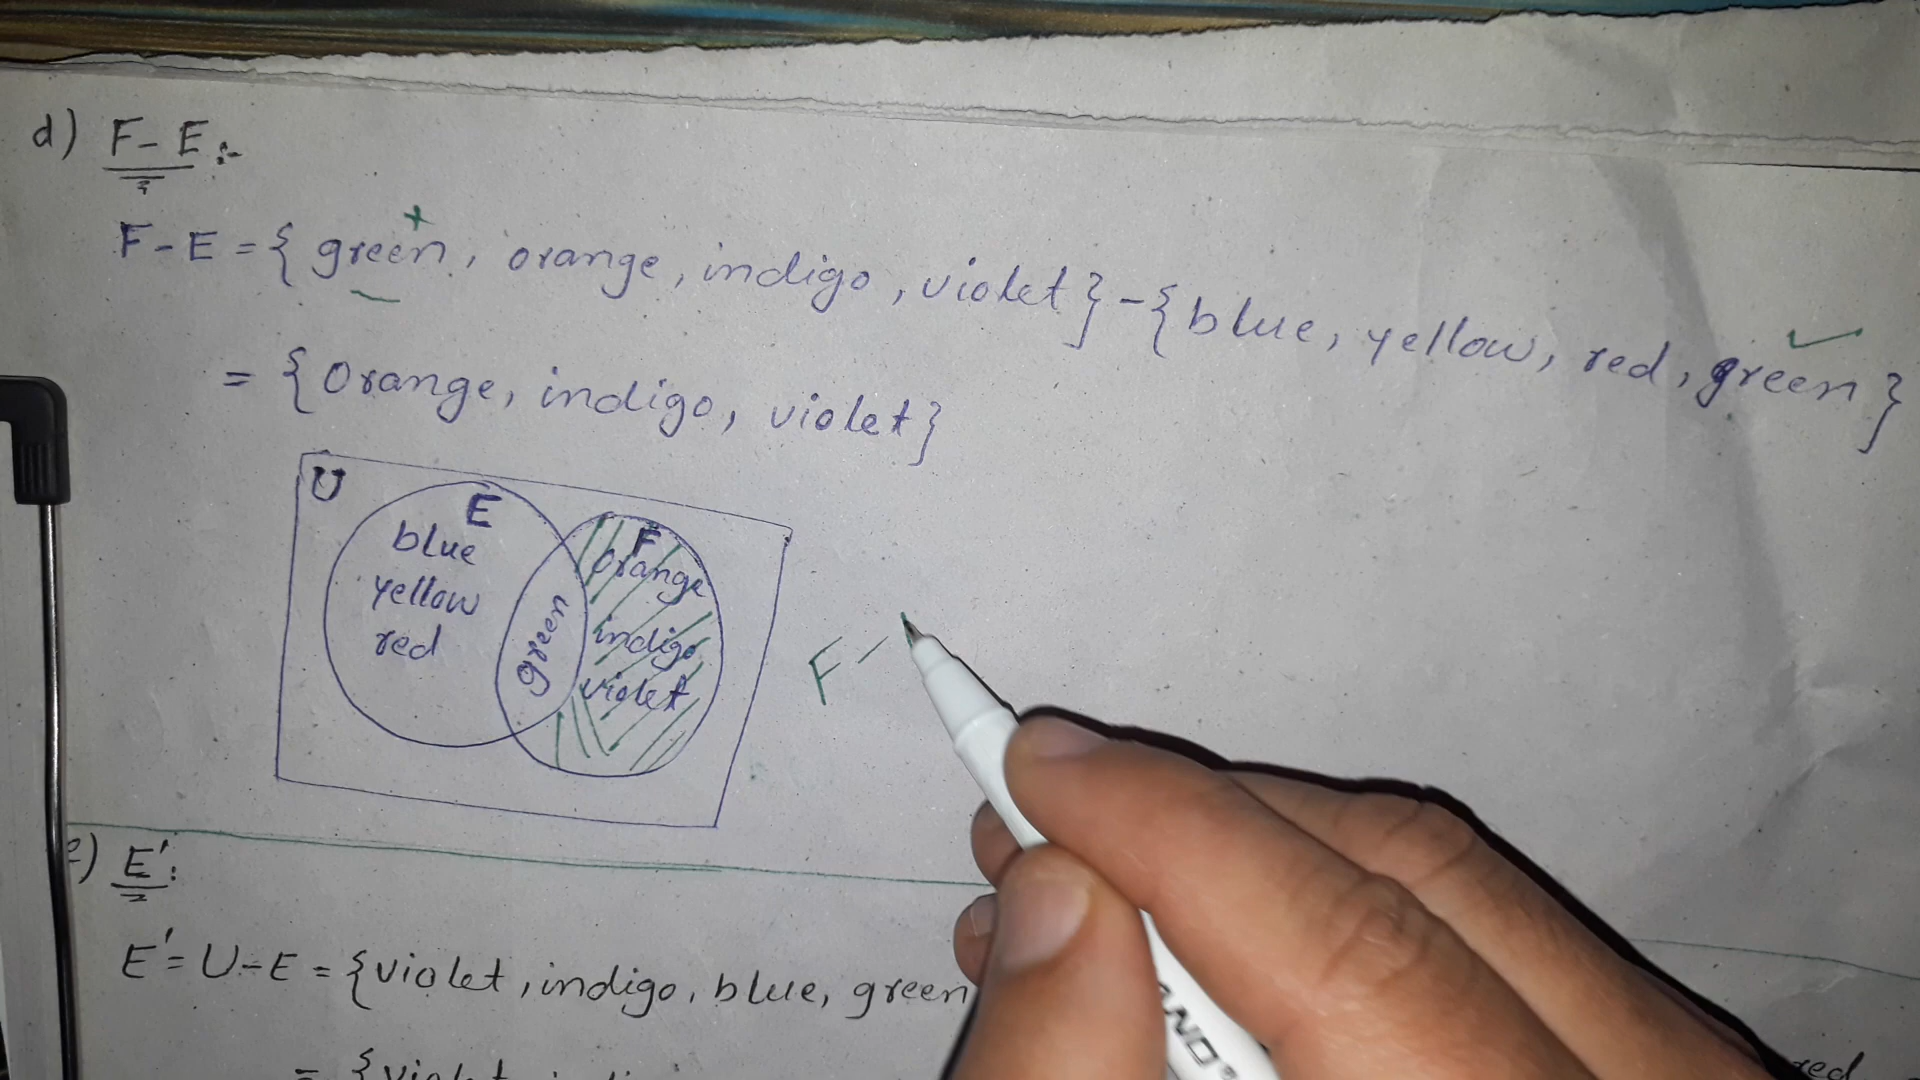 d) F-E:-
F-E = { green, orange, indigo, violet } - { blue, yellow, red, green }
= { Orange, indigo, violet }
U
E
F
blue
yellow
red
green
orange
indigo
violet
F -
E':
E' = U-E = { violet, indigo, blue, green
= {
red